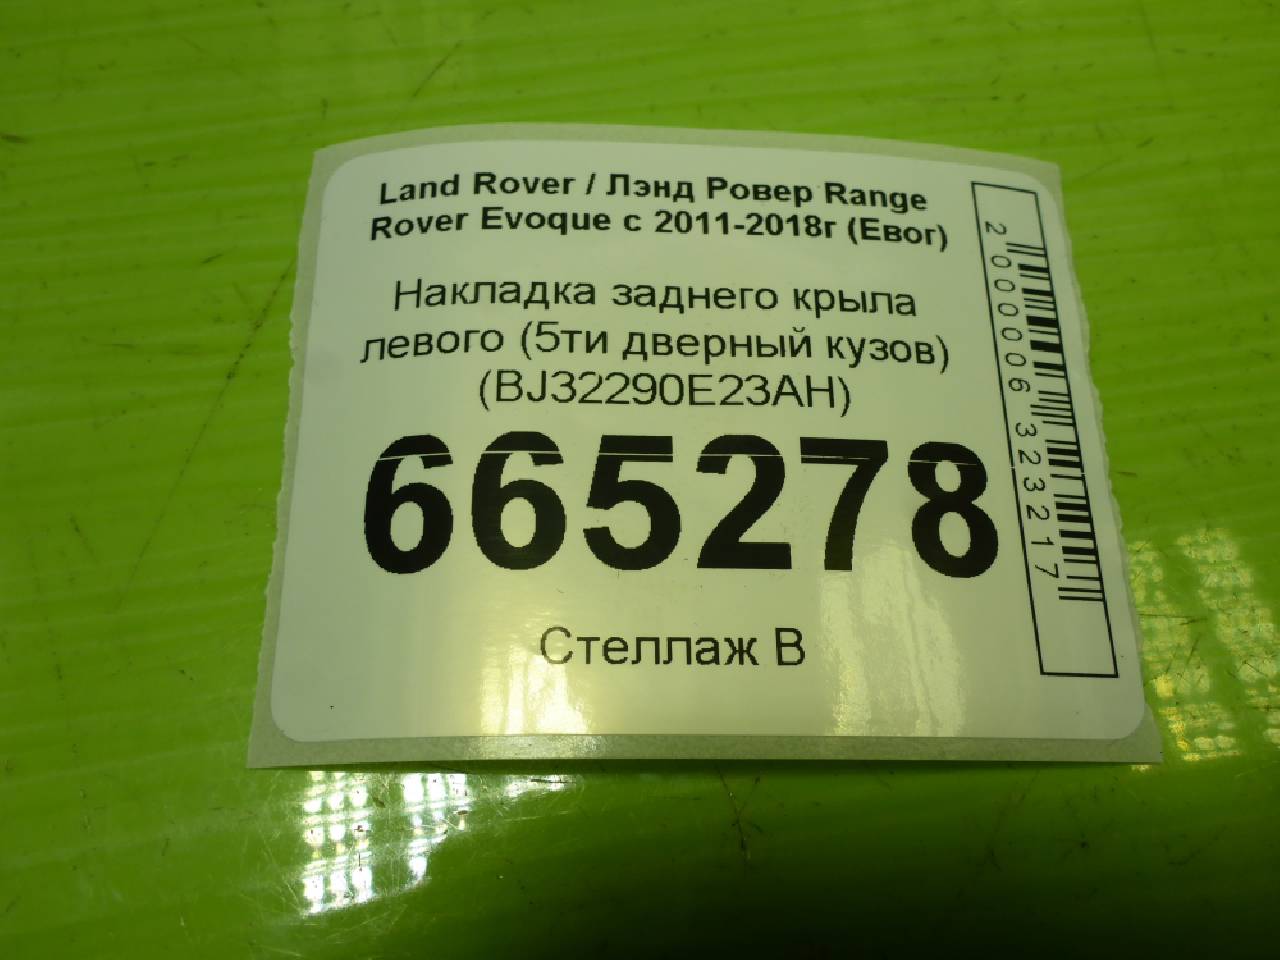 Land Rover / Лэнд Ровер Range
Rover Evoque с 2011-2018г (Евог)
Накладка заднего крыла
левого (5ти дверный кузов)
(BJ32290E23AH)
665278
Стеллаж В
2000006323217